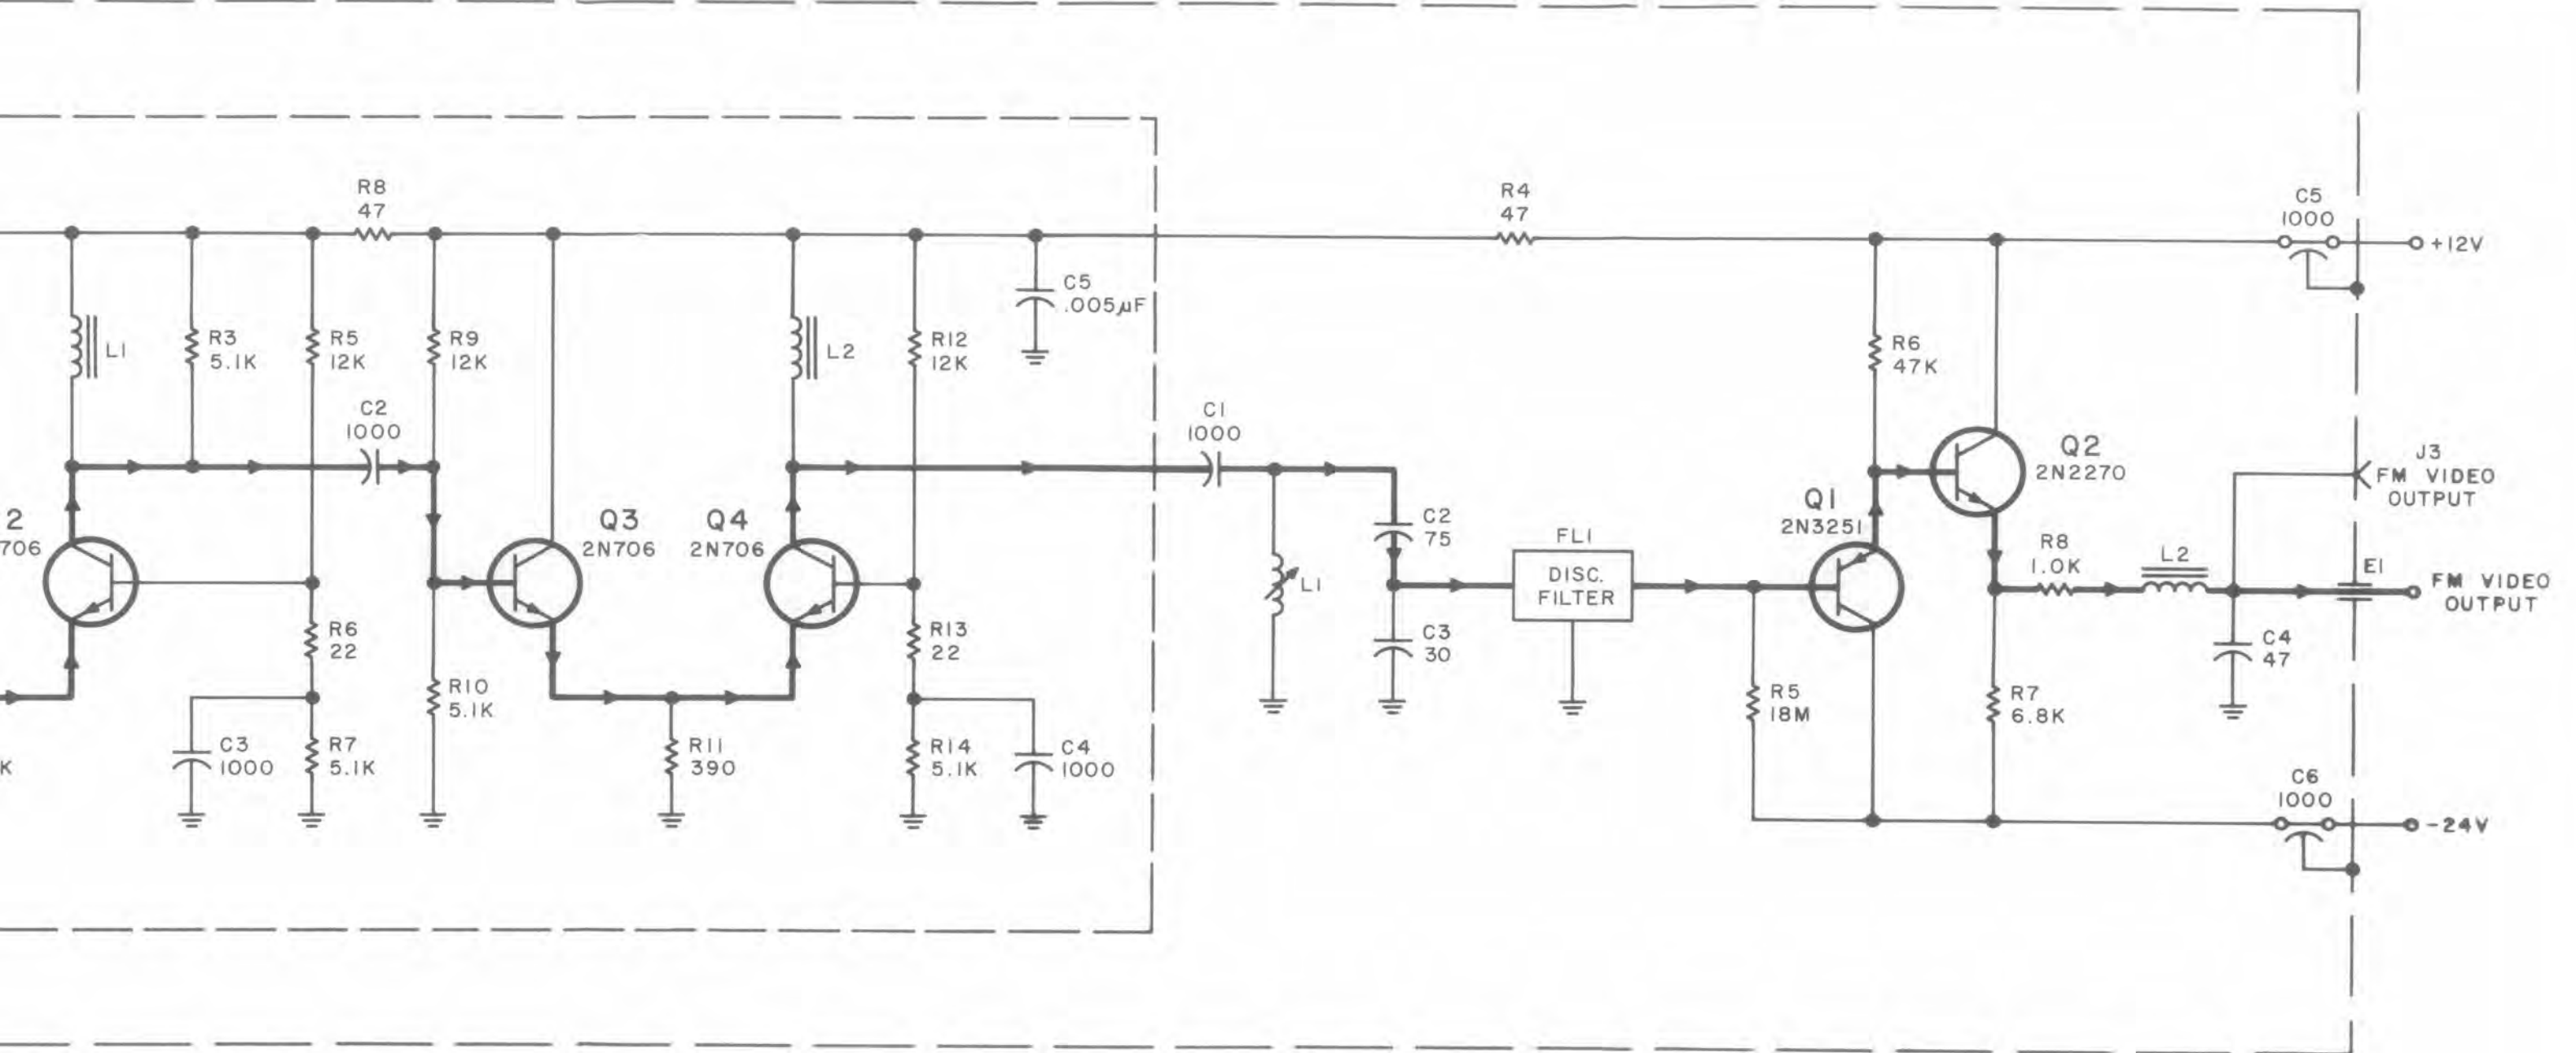 R8
47
R4
47
C5
1000
+12V
C5
.005µF
L1
R3
5.1K
R5
12K
R9
12K
L2
R12
12K
R6
47K
C2
1000
C1
1000
Q2
2N2270
J3
FM VIDEO
OUTPUT
2
706
Q3
2N706
Q4
2N706
C2
75
FL1
DISC.
FILTER
Q1
2N3251
R8
1.0K
L2
E1
FM VIDEO
OUTPUT
L1
R6
22
R13
22
C3
30
C4
47
R10
5.1K
R5
18M
R7
6.8K
C3
1000
R7
5.1K
R11
390
R14
5.1K
C4
1000
K
C6
1000
-24V